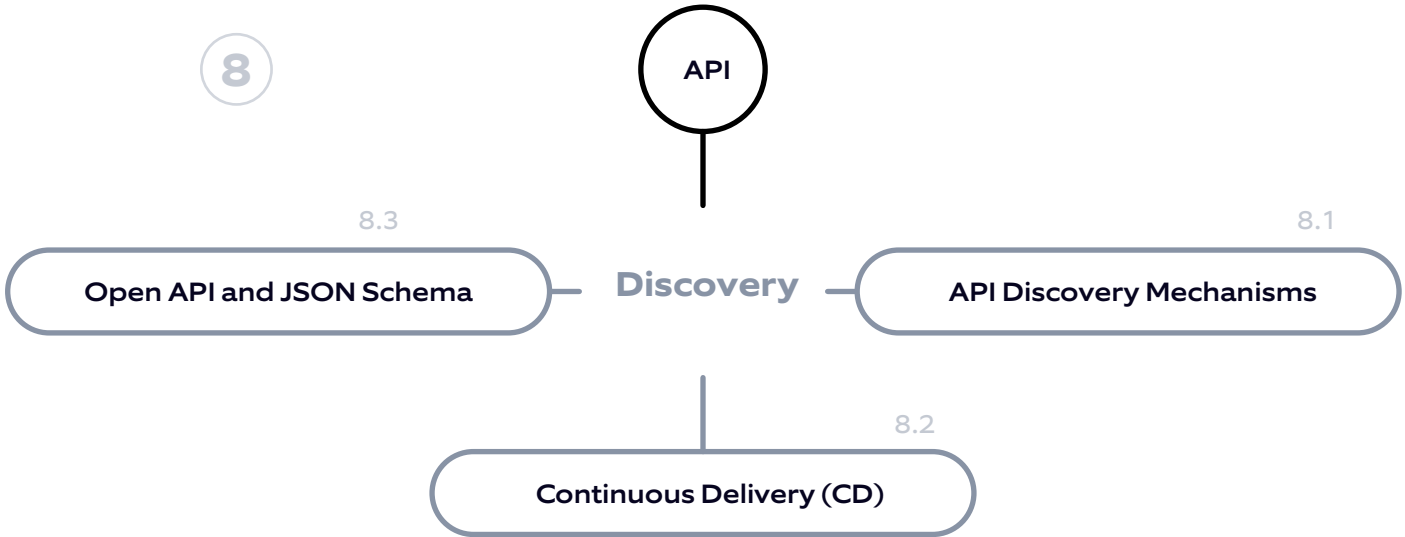 8
API
8.3
8.1
Open API and JSON Schema
Discovery
API Discovery Mechanisms
8.2
Continuous Delivery (CD)